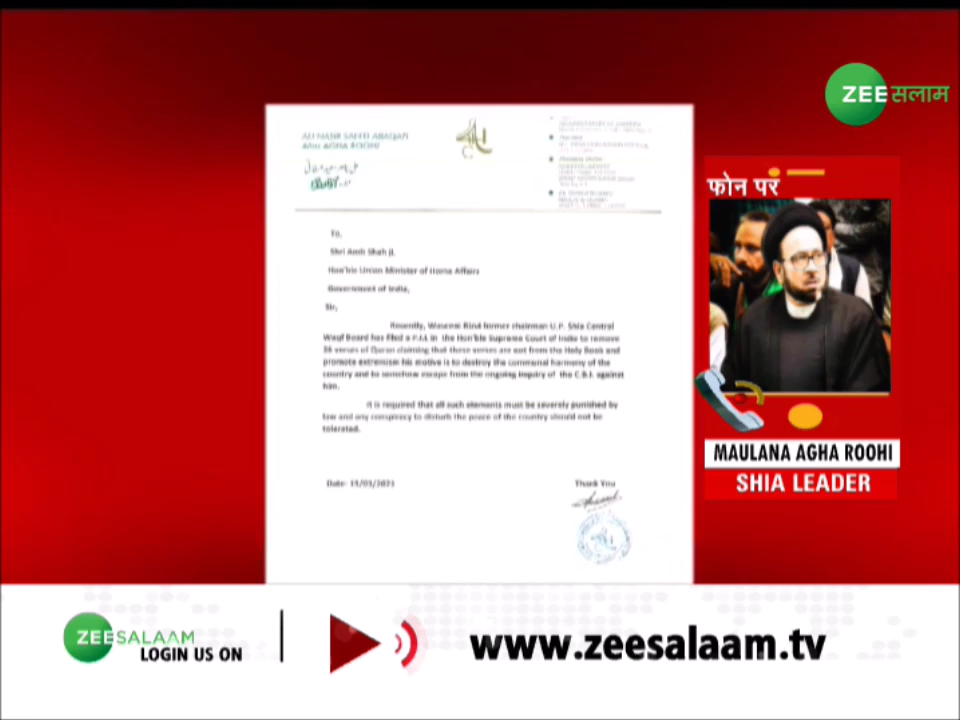 ZEE सलाम
To,
Shri Amit Shah ji,
Hon'ble Union Minister of Home Affairs
Government of India,
Sir,
Recently, Waseem Rizvi former chairman U.P. Shia Central
Waqf Board has filed a P.I.L in the Hon'ble Supreme Court of India to remove
26 verses of Quran claiming that these verses are not from the Holy Book and
promote extremism his motive is to destroy the communal harmony of the
country and to somehow escape from the ongoing inquiry of the C.B.I. against
him.
It is required that all such elements must be severely punished by
law and any conspiracy to disturb the peace of the country should not be
tolerated.
Date:
Thank You
फोन पर
MAULANA AGHA ROOHI
SHIA LEADER
ZEE SALAAM
LOGIN US ON
www.zeesalaam.tv